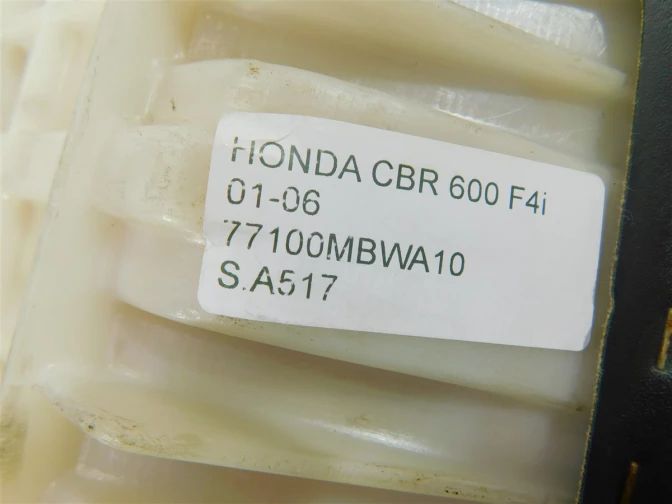 HONDA CBR 600 F4i
01-06
77100MBWA10
S.A517